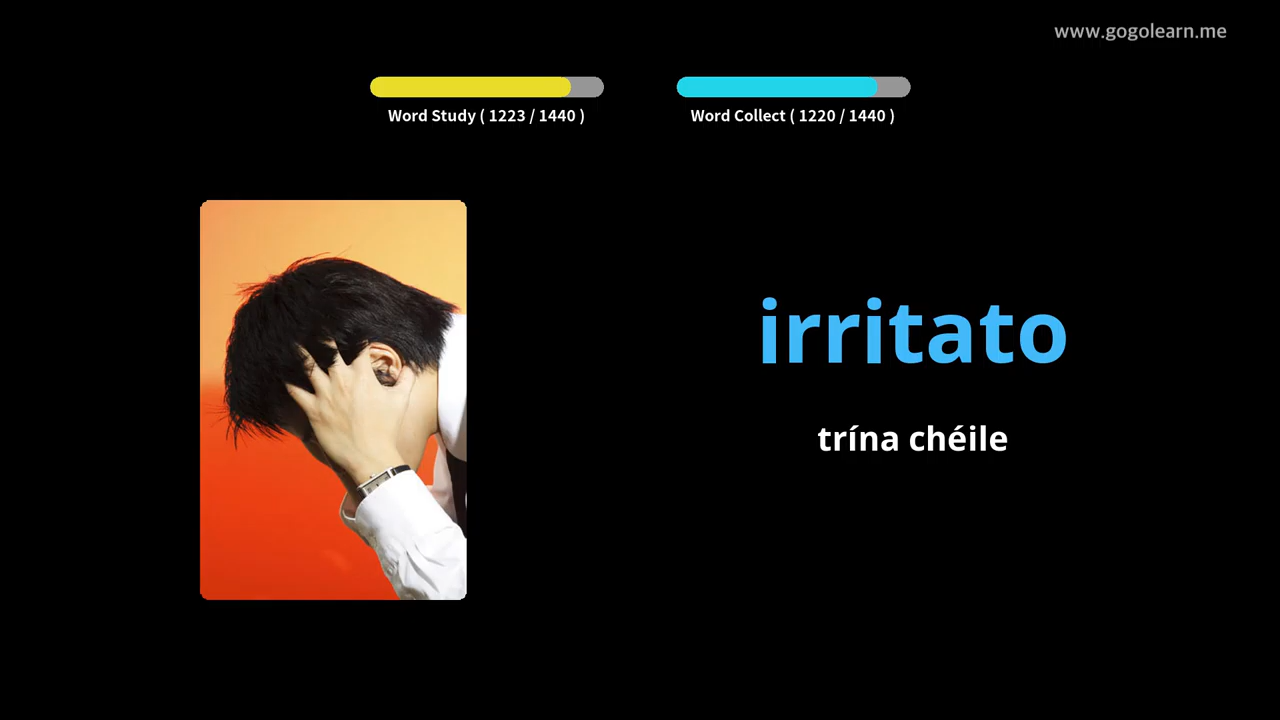 www.gogolearn.me
Word Study ( 1223 / 1440 )
Word Collect ( 1220 / 1440 )
irritato
trína chéile